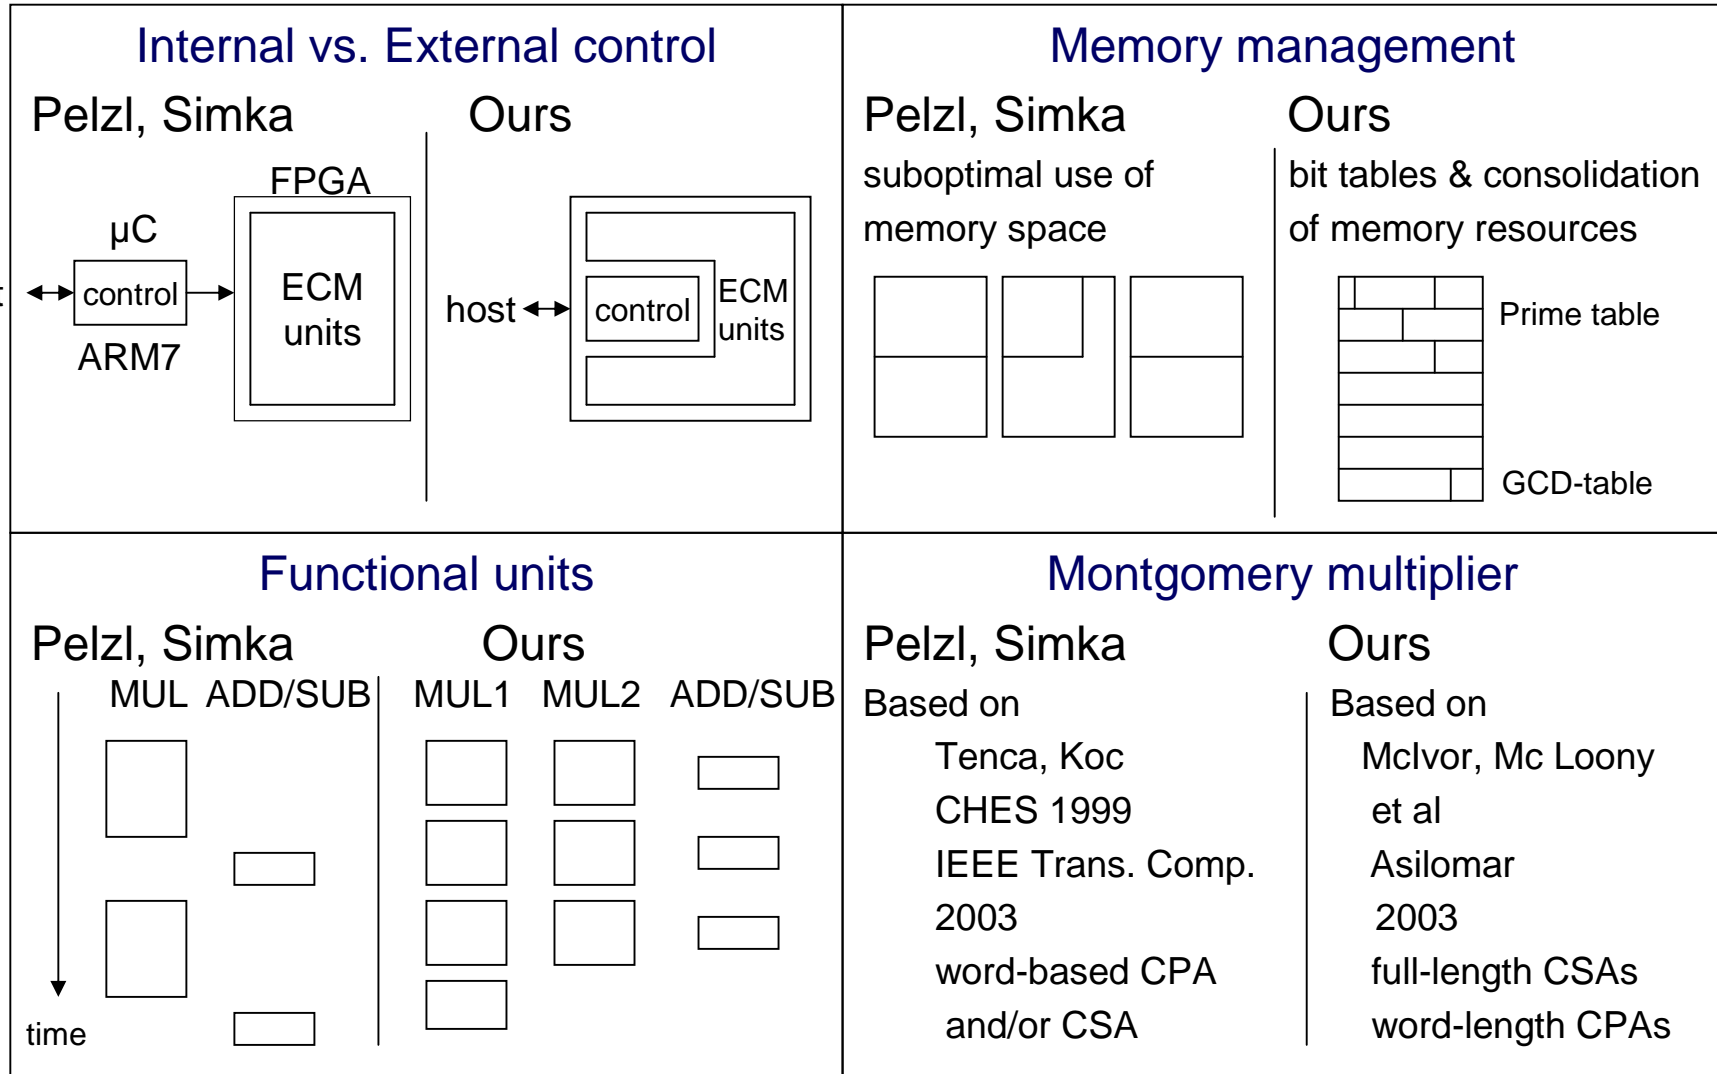 Internal vs. External control
Pelzl, Simka
Ours
FPGA
µC
control
ARM7
ECM
units
host
control
ECM
units
Memory management
Pelzl, Simka
Ours
suboptimal use of
memory space
bit tables & consolidation
of memory resources
Prime table
GCD-table
Functional units
Pelzl, Simka
Ours
MUL ADD/SUB
MUL1 MUL2 ADD/SUB
time
Montgomery multiplier
Pelzl, Simka
Ours
Based on
Tenca, Koc
CHES 1999
IEEE Trans. Comp.
2003
word-based CPA
and/or CSA
Based on
McIvor, Mc Loony
et al
Asilomar
2003
full-length CSAs
word-length CPAs